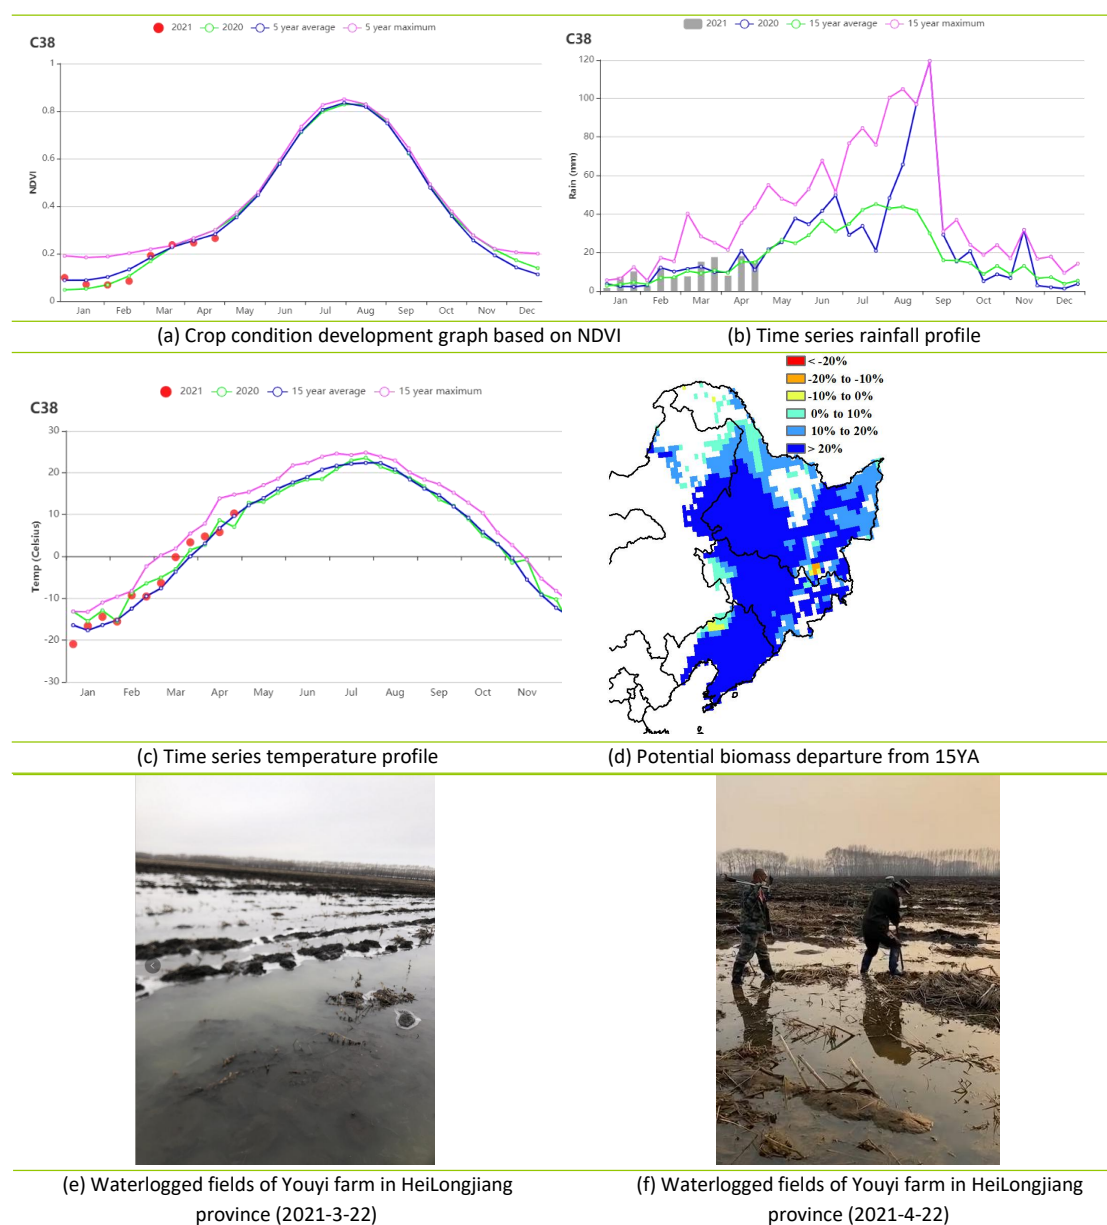 2021 2020 5 year average 5 year maximum
C38
NDVI
1
0.8
0.6
0.4
0.2
0
Jan Feb Mar Apr May Jun Jul Aug Sep Oct Nov Dec
2021 2020 15 year average 15 year maximum
C38
Rain (mm)
120
100
80
60
40
20
0
Jan Feb Mar Apr May Jun Jul Aug Sep Oct Nov Dec
(a) Crop condition development graph based on NDVI
(b) Time series rainfall profile
2021 2020 15 year average 15 year maximum
C38
Temp (Celsius)
30
20
10
0
-10
-20
-30
Jan Feb Mar Apr May Jun Jul Aug Sep Oct Nov
< -20%
-20% to -10%
-10% to 0%
0% to 10%
10% to 20%
> 20%
(c) Time series temperature profile
(d) Potential biomass departure from 15YA
(e) Waterlogged fields of Youyi farm in HeiLongjiang
province (2021-3-22)
(f) Waterlogged fields of Youyi farm in HeiLongjiang
province (2021-4-22)